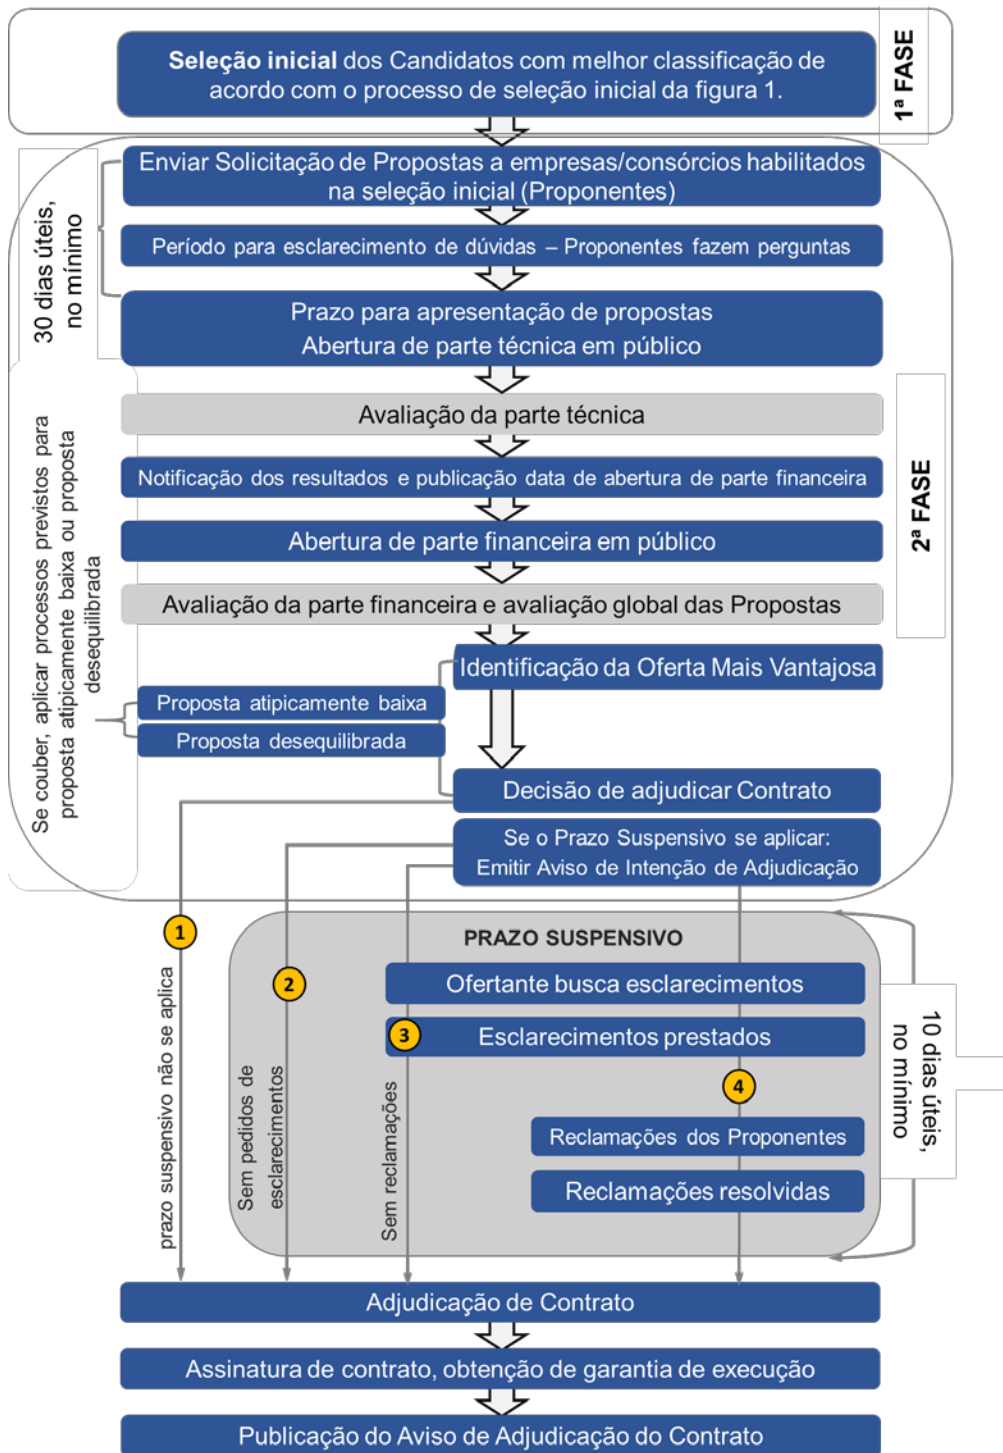 Seleção inicial dos Candidatos com melhor classificação de
acordo com o processo de seleção inicial da figura 1.
1ª FASE
Enviar Solicitação de Propostas a empresas/consórcios habilitados
na seleção inicial (Proponentes)
30 dias úteis,
no mínimo
Período para esclarecimento de dúvidas – Proponentes fazem perguntas
Prazo para apresentação de propostas
Abertura de parte técnica em público
Avaliação da parte técnica
Notificação dos resultados e publicação data de abertura de parte financeira
2ª FASE
Abertura de parte financeira em público
Avaliação da parte financeira e avaliação global das Propostas
Se couber, aplicar processos previstos para
proposta atipicamente baixa ou proposta
desequilibrada
Identificação da Oferta Mais Vantajosa
Proposta atipicamente baixa
Proposta desequilibrada
Decisão de adjudicar Contrato
Se o Prazo Suspensivo se aplicar:
Emitir Aviso de Intenção de Adjudicação
PRAZO SUSPENSIVO
1
prazo suspensivo não se aplica
2
Sem pedidos de
esclarecimentos
Ofertante busca esclarecimentos
3
Esclarecimentos prestados
Sem reclamações
4
Reclamações dos Proponentes
Reclamações resolvidas
10 dias úteis,
no mínimo
Adjudicação de Contrato
Assinatura de contrato, obtenção de garantia de execução
Publicação do Aviso de Adjudicação do Contrato